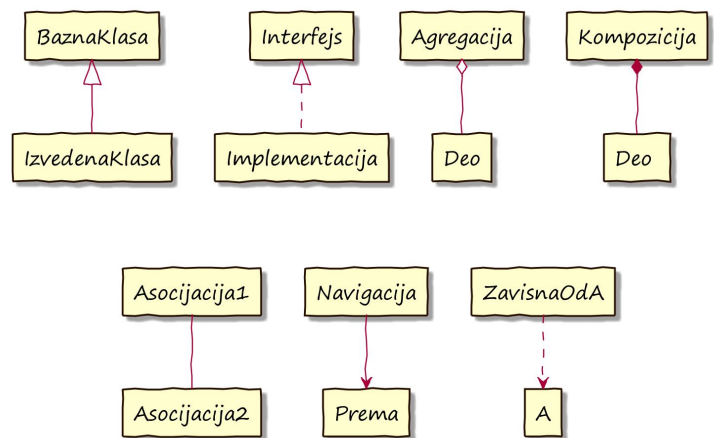 BaznaKlasa
Interfejs
Agregacija
Kompozicija
IzvedenaKlasa
Implementacija
Deo
Deo
Asocijacija1
Navigacija
ZavisnaOdA
Asocijacija2
Prema
A